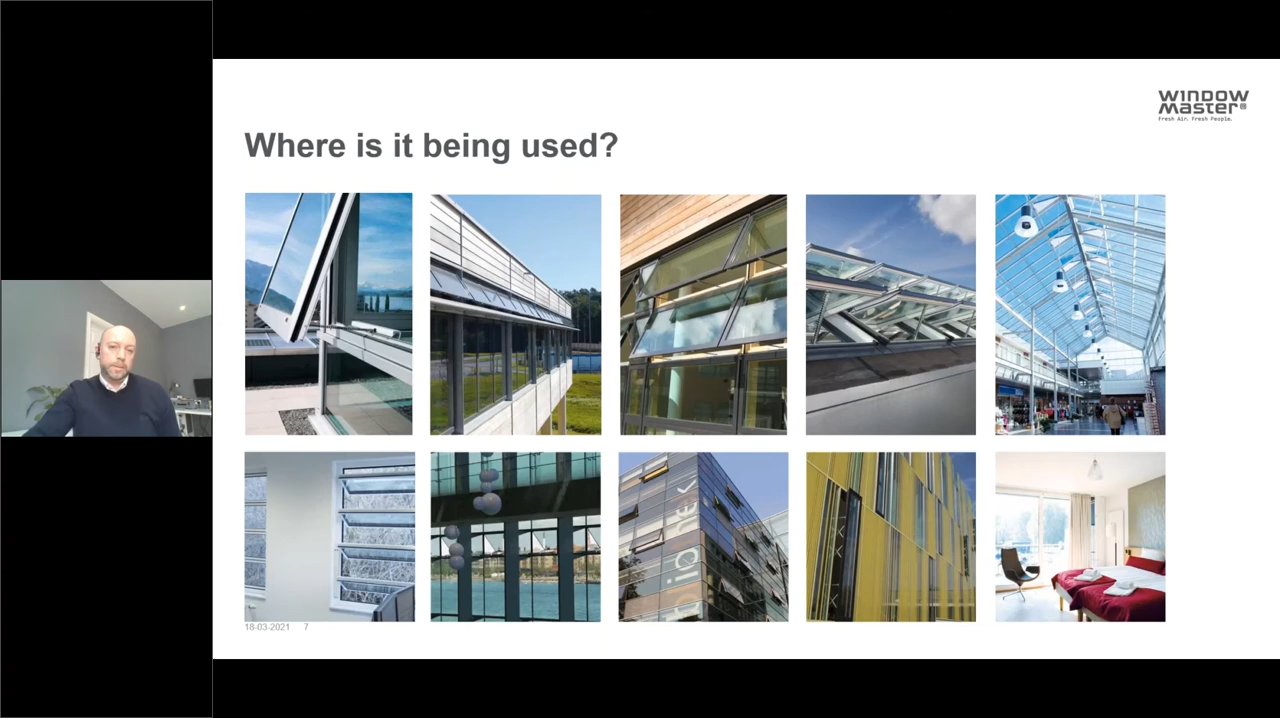 WINDOW
Master®
Fresh Air. Fresh People.
Where is it being used?
18-03-2021 7